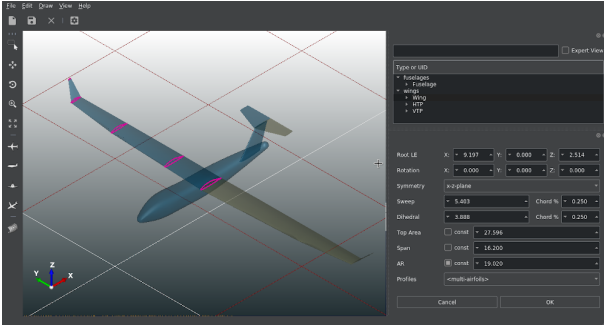 File Edit Draw View Help
Expert View
Type or UID
fuselages
Fuselage
wings
Wing
HTP
VTP
Root LE X: 9.197 Y: 0.000 Z: 2.514
Rotation X: 0.000 Y: 0.000 Z: 0.000
Symmetry x-z-plane
Sweep 5.403 Chord % 0.250
Dihedral 3.888 Chord % 0.250
Top Area const 27.596
Span const 16.200
AR const 19.020
Profiles <multi-airfoils>
Cancel OK
Z
Y X